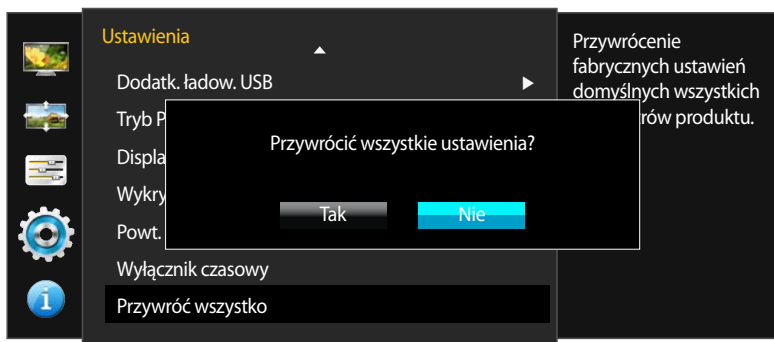 Ustawienia
Dodatk. ładow. USB
Tryb P
Displa
Wykry
Powt.
Wyłącznik czasowy
Przywróć wszystko
Przywrócić wszystkie ustawienia?
Tak Nie
Przywrócenie
fabrycznych ustawień
domyślnych wszystkich
rów produktu.